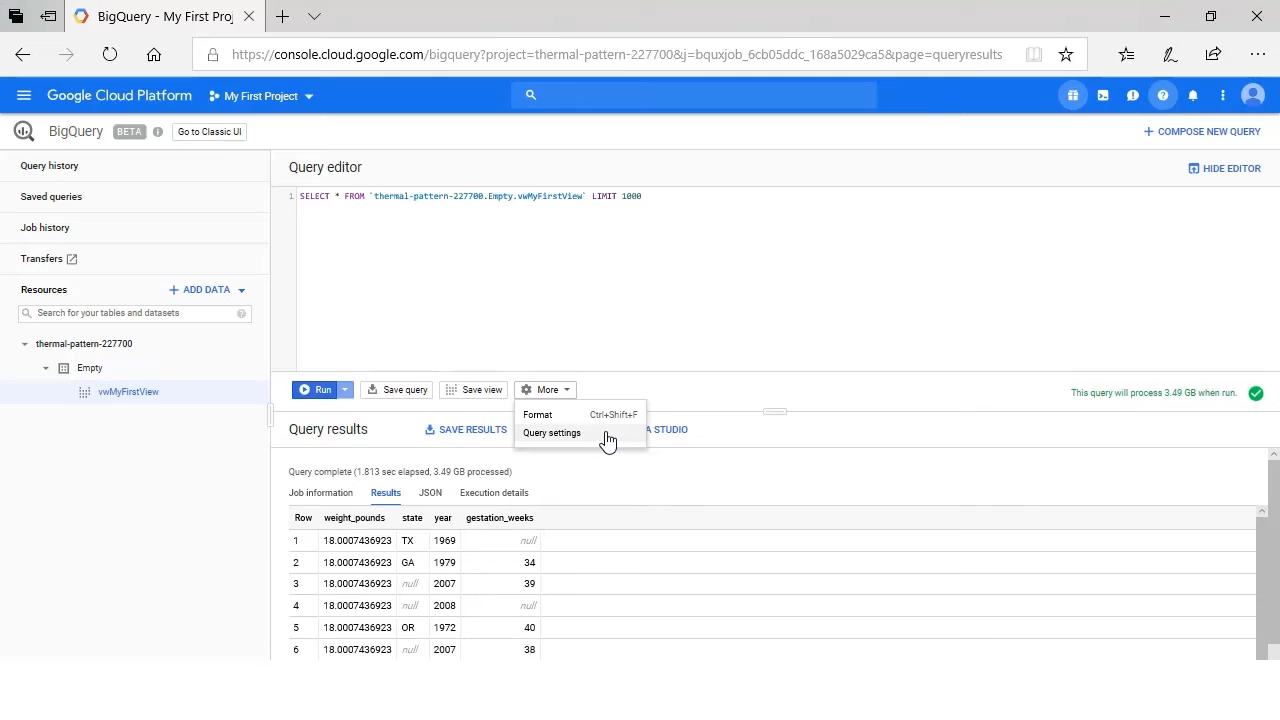 BigQuery - My First Proj
https://console.cloud.google.com/bigquery?project=thermal-pattern-227700&j=bquxjob_6cb05ddc_168a5029ca5&page=queryresults
Google Cloud Platform My First Project
BigQuery BETA Go to Classic UI + COMPOSE NEW QUERY
Query history
Saved queries
Job history
Transfers
Resources + ADD DATA
Search for your tables and datasets
thermal-pattern-227700
Empty
vwMyFirstView
Query editor HIDE EDITOR
1 SELECT * FROM `thermal-pattern-227700.Empty.vwMyFirstView` LIMIT 1000
Run Save query Save view More This query will process 3.49 GB when run.
Format Ctrl+Shift+F
Query settings
Query results SAVE RESULTS A STUDIO
Query complete (1.813 sec elapsed, 3.49 GB processed)
Job information Results JSON Execution details
Row weight_pounds state year gestation_weeks
1 18.0007436923 TX 1969 null
2 18.0007436923 GA 1979 34
3 18.0007436923 null 2007 39
4 18.0007436923 null 2008 null
5 18.0007436923 OR 1972 40
6 18.0007436923 null 2007 38